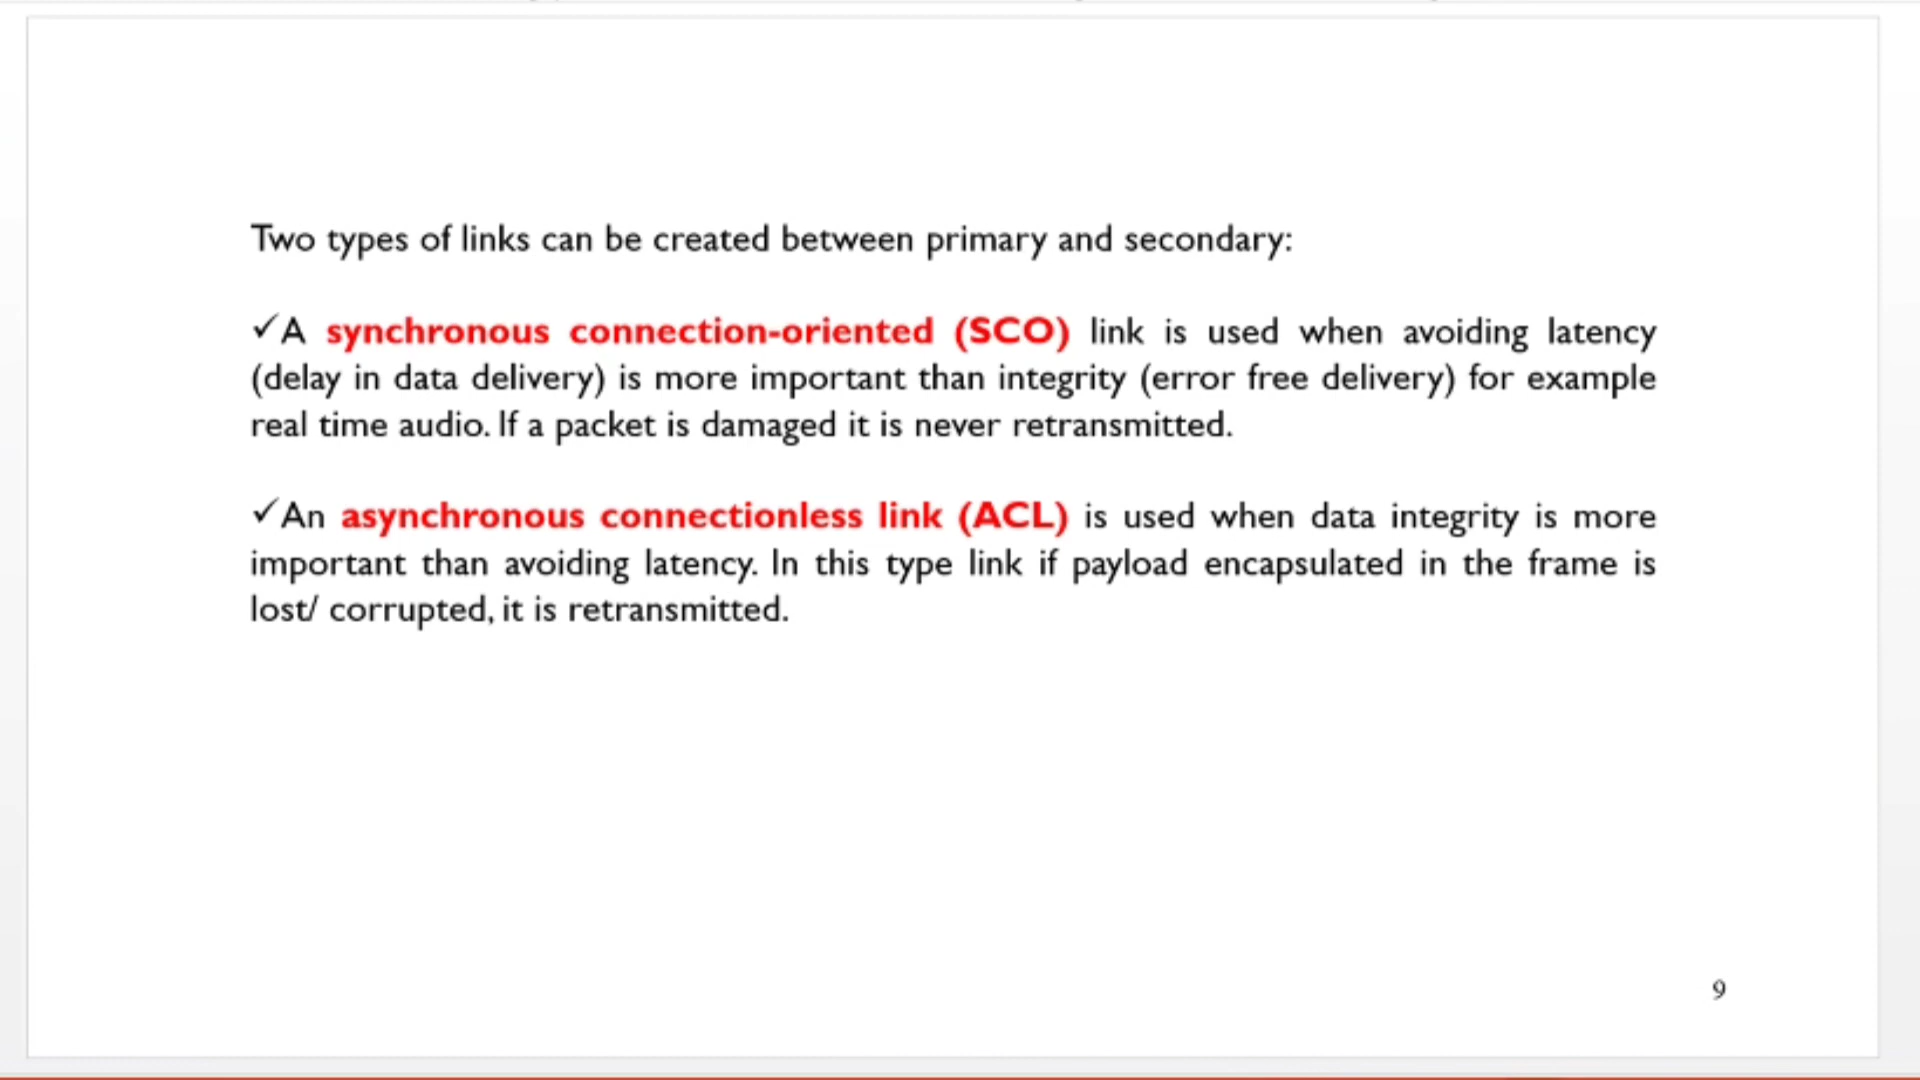 Two types of links can be created between primary and secondary:
✓A synchronous connection-oriented (SCO) link is used when avoiding latency
(delay in data delivery) is more important than integrity (error free delivery) for example
real time audio. If a packet is damaged it is never retransmitted.
✓An asynchronous connectionless link (ACL) is used when data integrity is more
important than avoiding latency. In this type link if payload encapsulated in the frame is
lost/ corrupted, it is retransmitted.
9